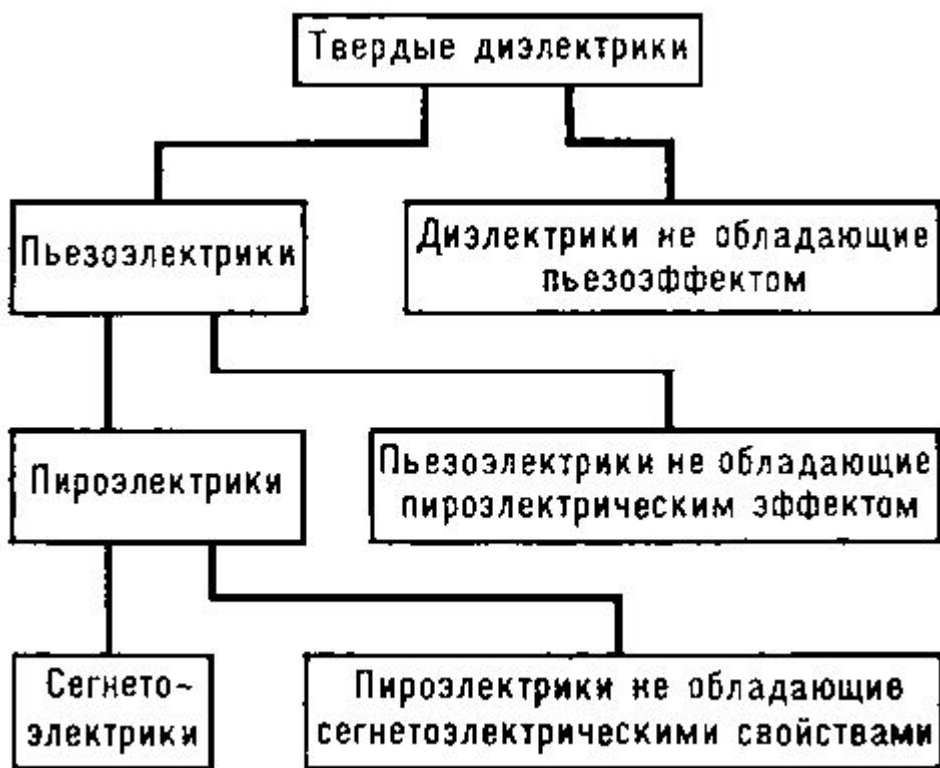 Твердые диэлектрики
Пьезоэлектрики
Диэлектрики не обладающие
пьезоэффектом
Пироэлектрики
Пьезоэлектрики не обладающие
пироэлектрическим эффектом
Сегнето-
электрики
Пироэлектрики не обладающие
сегнетоэлектрическими свойствами